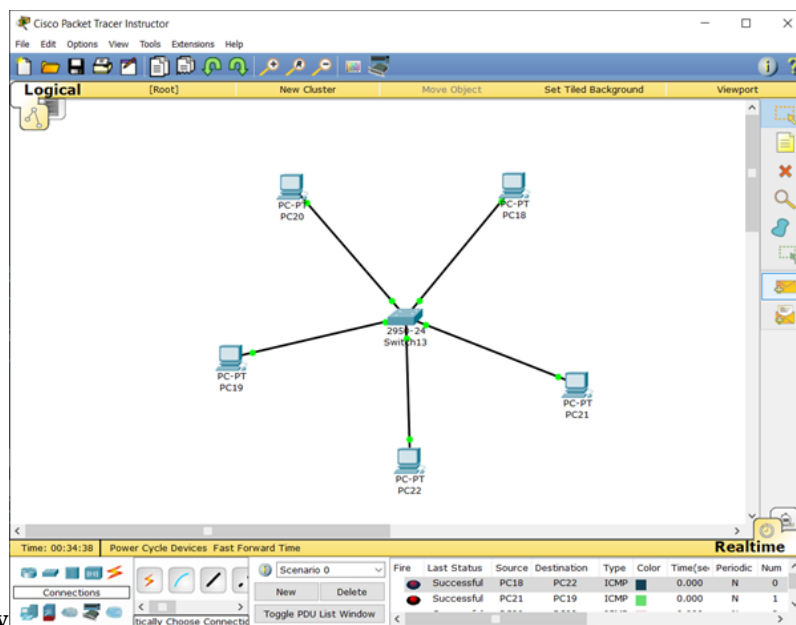 Cisco Packet Tracer Instructor
File Edit Options View Tools Extensions Help
Logical [Root] New Cluster Move Object Set Tiled Background Viewport
PC-PT
PC20
PC-PT
PC18
2950-24
Switch13
PC-PT
PC19
PC-PT
PC21
PC-PT
PC22
Time: 00:34:38 Power Cycle Devices Fast Forward Time Realtime
Scenario 0
New Delete
Toggle PDU List Window
Connections
tically Choose Connectio
Fire Last Status Source Destination Type Color Time(se Periodic Num
Successful PC18 PC22 ICMP 0.000 N 0
Successful PC21 PC19 ICMP 0.000 N 1
y